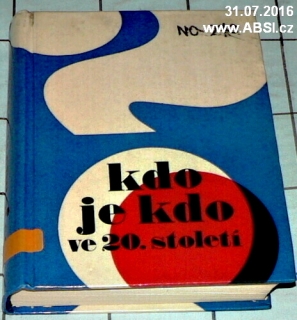 31.07.2016
www.ABSI.cz
kdo
je kdo
ve 20. století